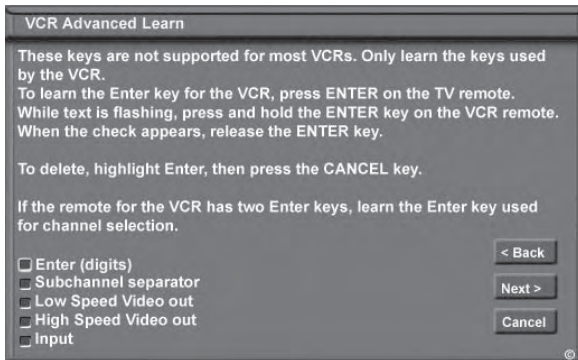 VCR Advanced Learn
These keys are not supported for most VCRs. Only learn the keys used
by the VCR.
To learn the Enter key for the VCR, press ENTER on the TV remote.
While text is flashing, press and hold the ENTER key on the VCR remote.
When the check appears, release the ENTER key.
To delete, highlight Enter, then press the CANCEL key.
If the remote for the VCR has two Enter keys, learn the Enter key used
for channel selection.
Enter (digits)
Subchannel separator
Low Speed Video out
High Speed Video out
Input
< Back
Next >
Cancel
©